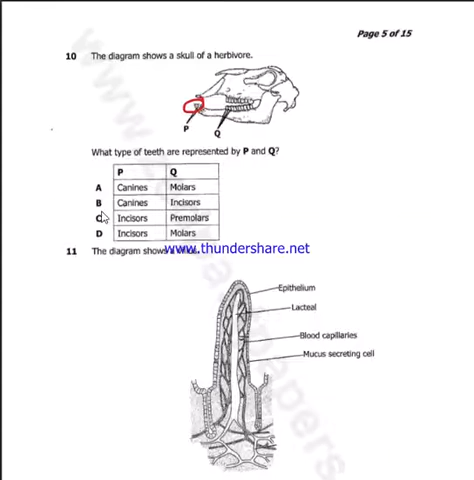 Page 5 of 15
10 The diagram shows a skull of a herbivore.
P
Q
What type of teeth are represented by P and Q?
P Q
A Canines Molars
B Canines Incisors
C Incisors Premolars
D Incisors Molars
www.thundershare.net
11 The diagram shows a
Epithelium
Lacteal
Blood capillaries
Mucus secreting cell